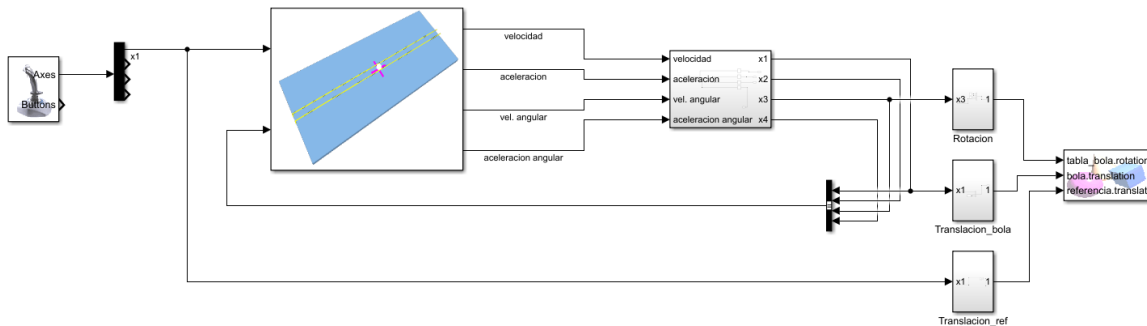 Axes
Buttons
x1
velocidad
aceleracion
vel. angular
aceleracion angular
velocidad
aceleracion
vel. angular
aceleracion angular
x1
x2
x3
x4
x3 1
Rotacion
x1 1
Translacion_bola
x1 1
Translacion_ref
tabla_bola.rotation
bola.translation
referencia.translat